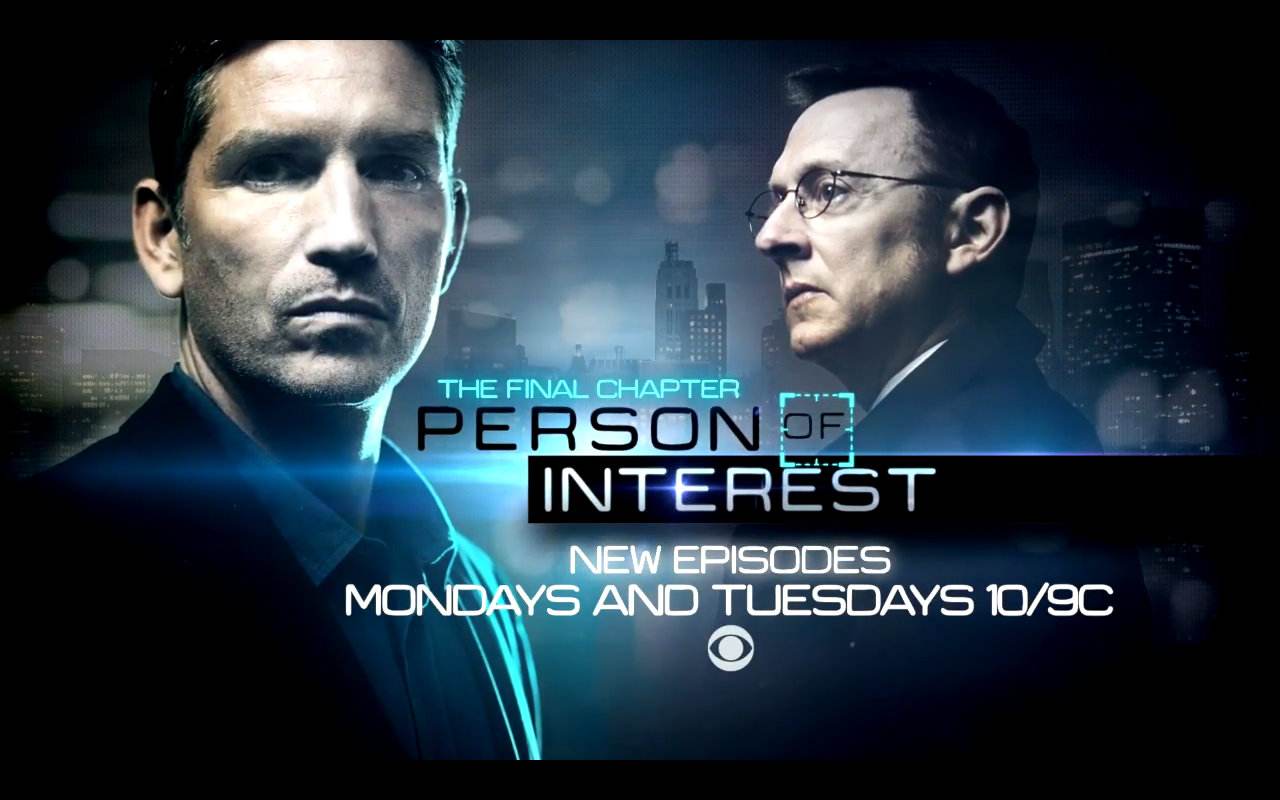 THE FINAL CHAPTER
PERSON OF
INTEREST
NEW EPISODES
MONDAYS AND TUESDAYS 10/9C